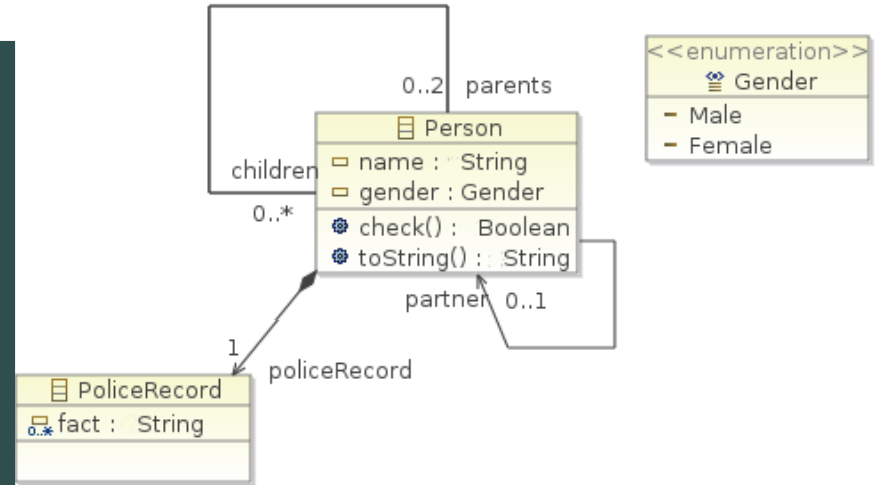 0..2 parents
<<enumeration>>
Gender
Male
Female
Person
children
name : String
gender : Gender
0..*
check() : Boolean
toString() : String
partner 0..1
1
policeRecord
PoliceRecord
0..* fact : String